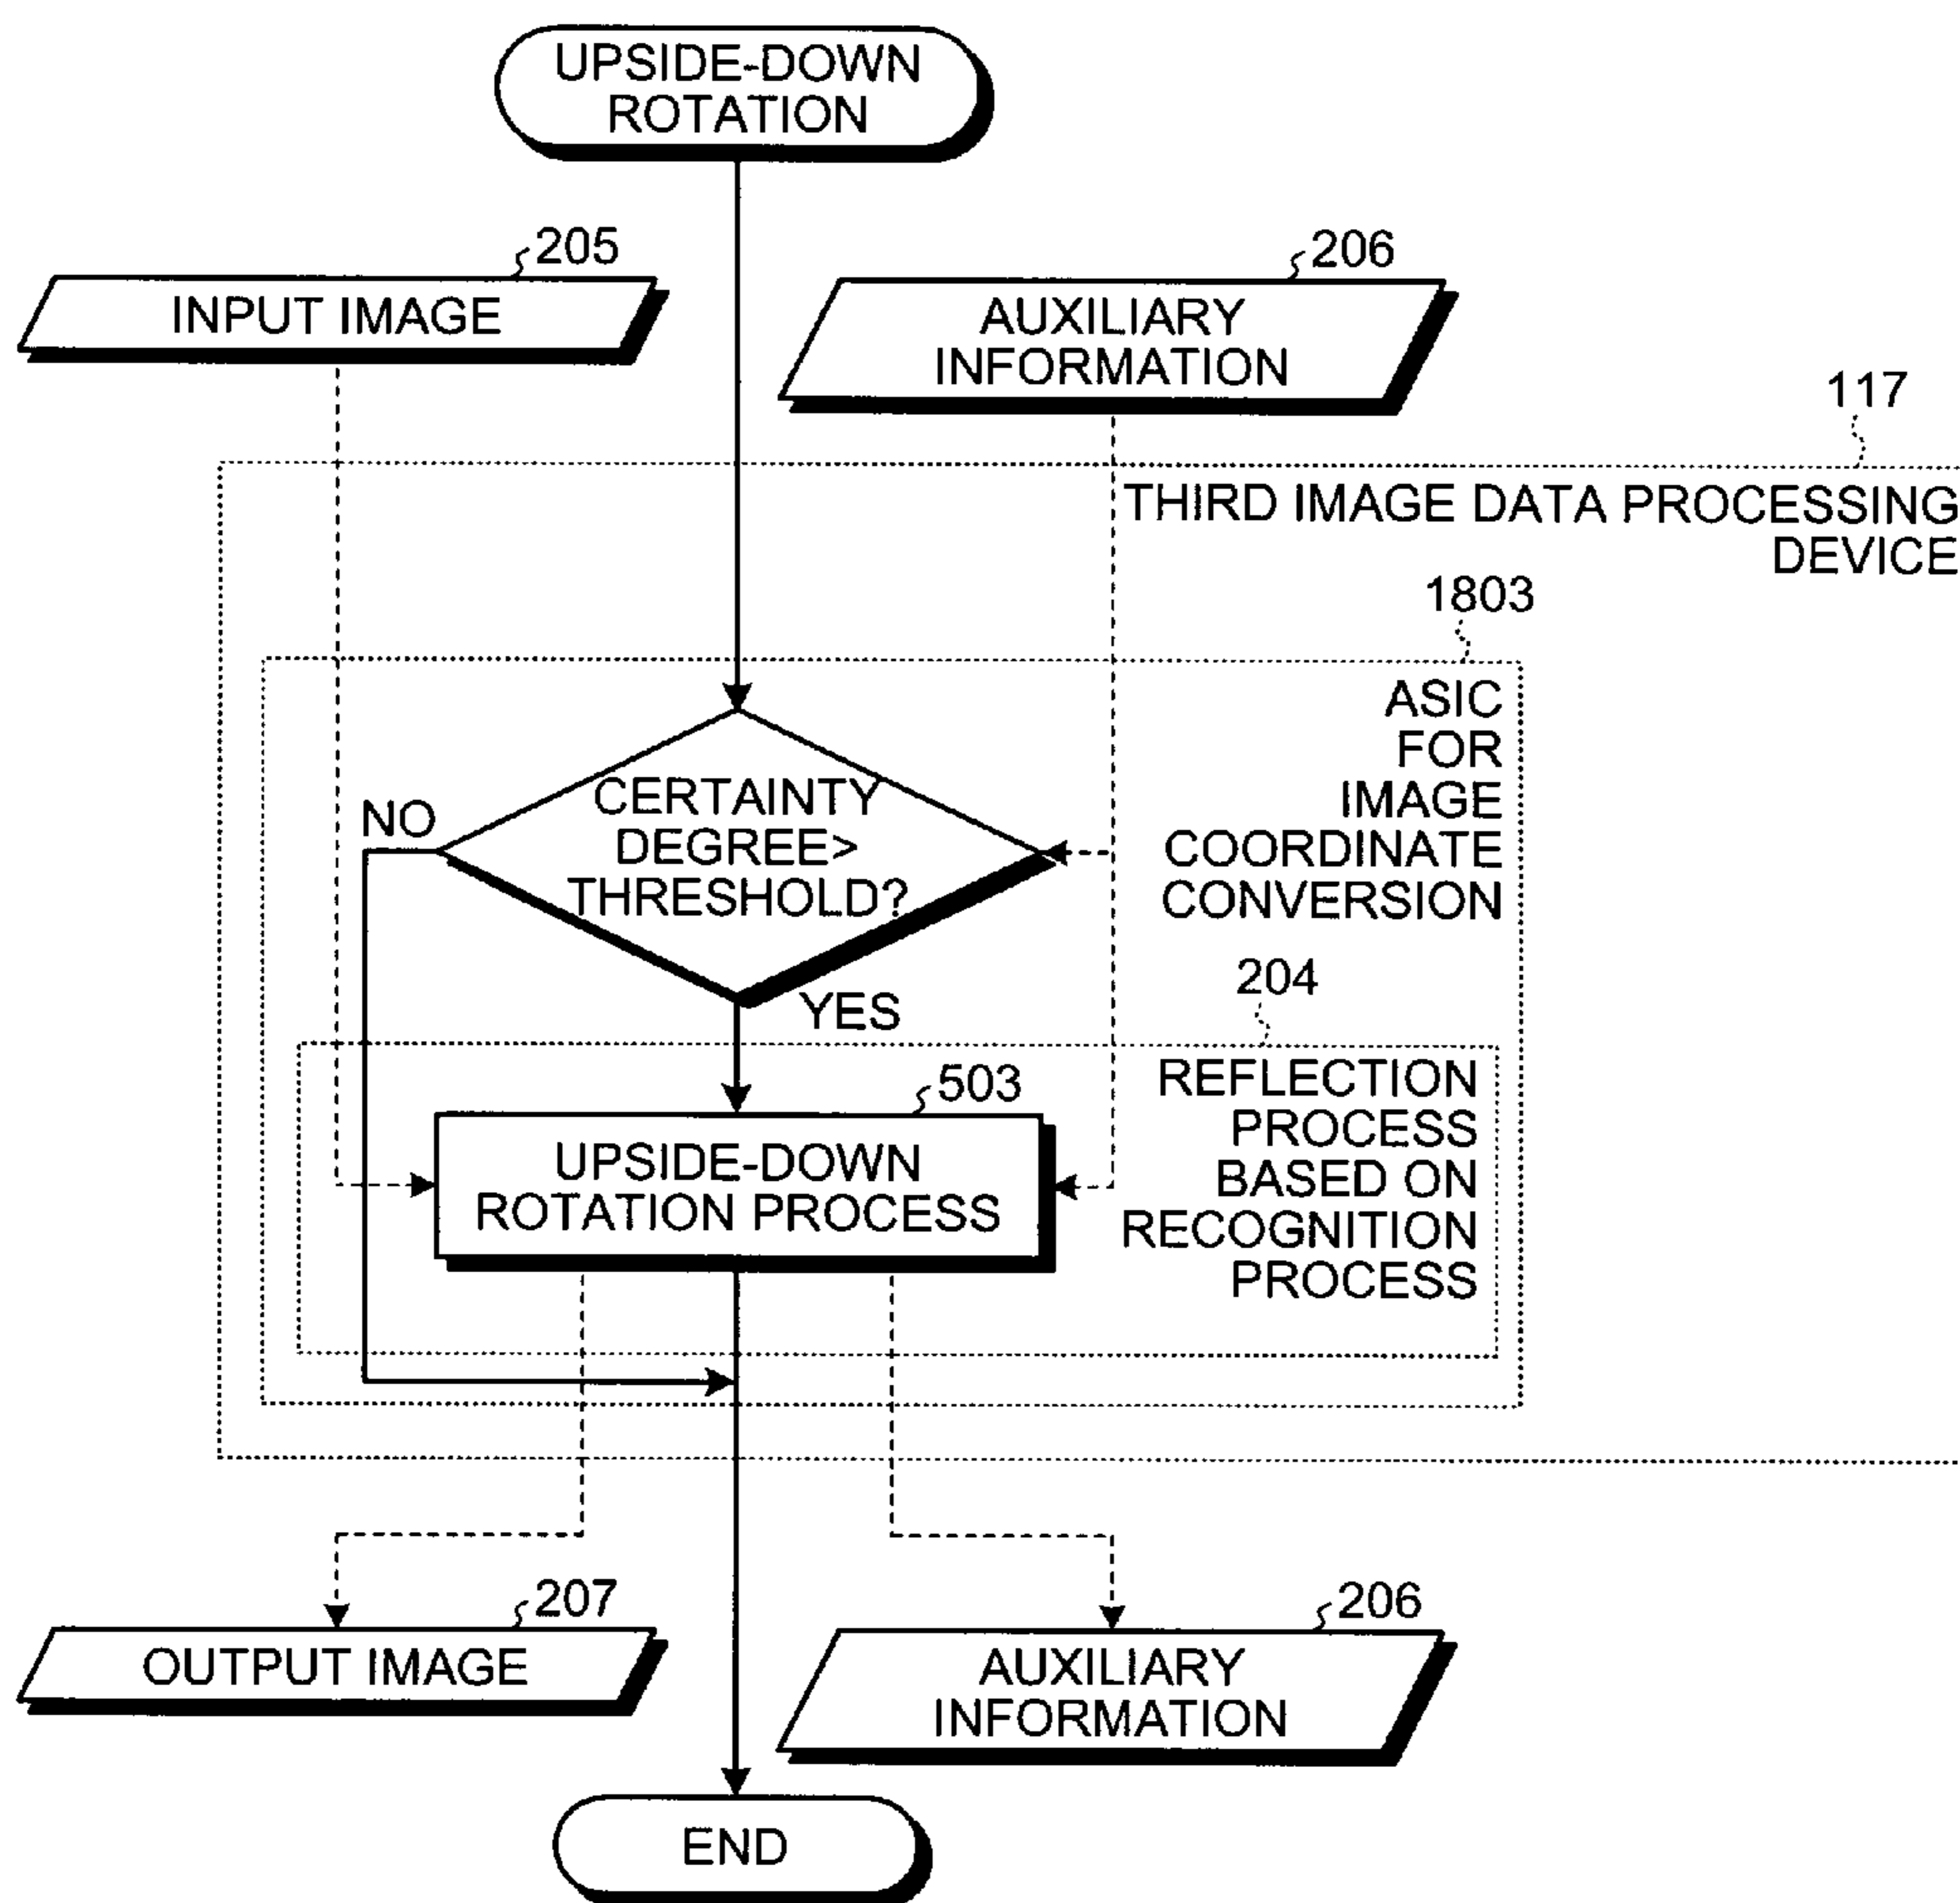 UPSIDE-DOWN
ROTATION
205
INPUT IMAGE
206
AUXILIARY
INFORMATION
117
THIRD IMAGE DATA PROCESSING
DEVICE
1803
ASIC
FOR
IMAGE
COORDINATE
CONVERSION
CERTAINTY
DEGREE>
THRESHOLD?
NO
YES
204
REFLECTION
PROCESS
BASED ON
RECOGNITION
PROCESS
503
UPSIDE-DOWN
ROTATION PROCESS
207
OUTPUT IMAGE
206
AUXILIARY
INFORMATION
END